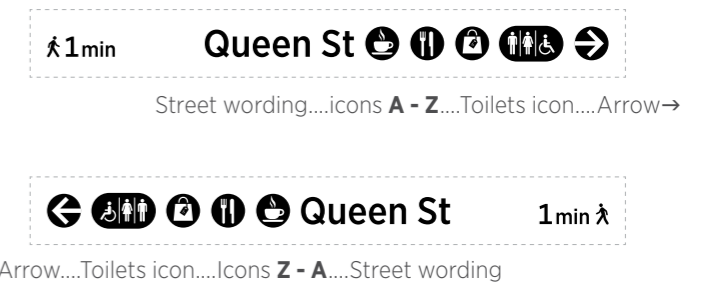 1min Queen St
Street wording....icons A - Z....Toilets icon....Arrow→
Queen St 1min
Arrow....Toilets icon....Icons Z - A....Street wording